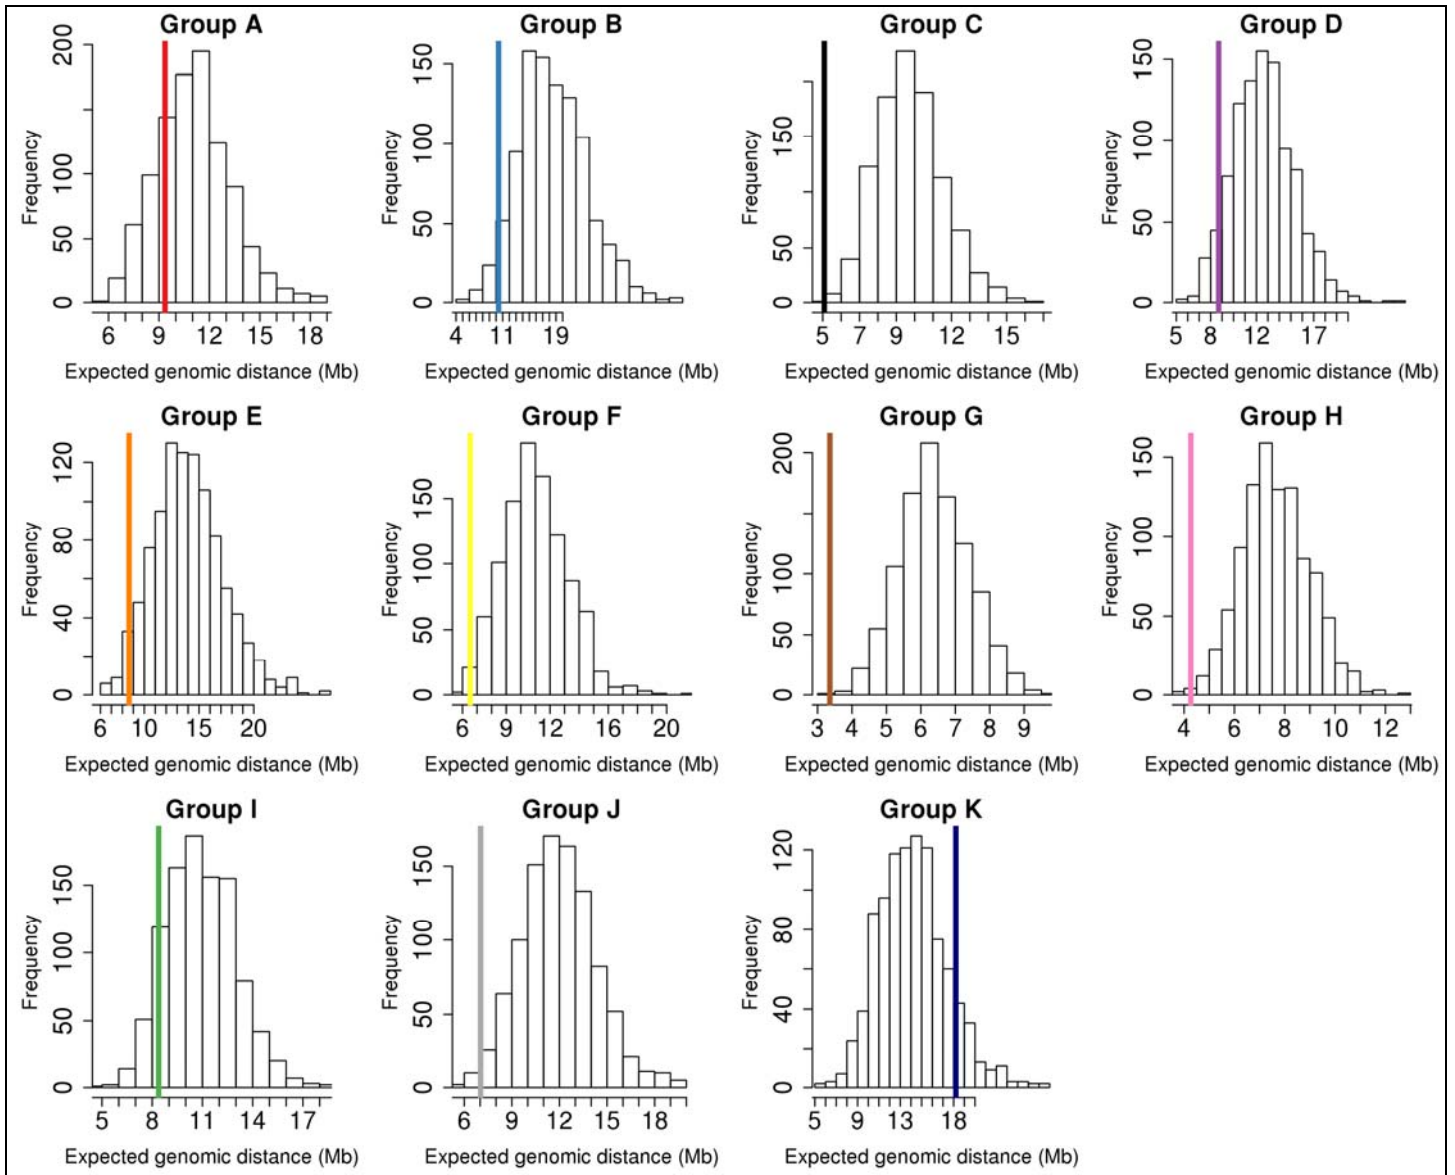 Group A
Frequency
0 50 100 200
6 9 12 15 18
Expected genomic distance (Mb)
Group B
Frequency
0 50 100 150
4 11 19
Expected genomic distance (Mb)
Group C
Frequency
0 50 150
5 7 9 12 15
Expected genomic distance (Mb)
Group D
Frequency
0 50 100 150
5 8 12 17
Expected genomic distance (Mb)
Group E
Frequency
0 40 80 120
6 10 15 20
Expected genomic distance (Mb)
Group F
Frequency
0 50 100 150
6 9 12 16 20
Expected genomic distance (Mb)
Group G
Frequency
0 50 100 200
3 4 5 6 7 8 9
Expected genomic distance (Mb)
Group H
Frequency
0 50 100 150
4 6 8 10 12
Expected genomic distance (Mb)
Group I
Frequency
0 50 100 150
5 8 11 14 17
Expected genomic distance (Mb)
Group J
Frequency
0 50 100 150
6 9 12 15 18
Expected genomic distance (Mb)
Group K
Frequency
0 40 80 120
5 9 13 18
Expected genomic distance (Mb)